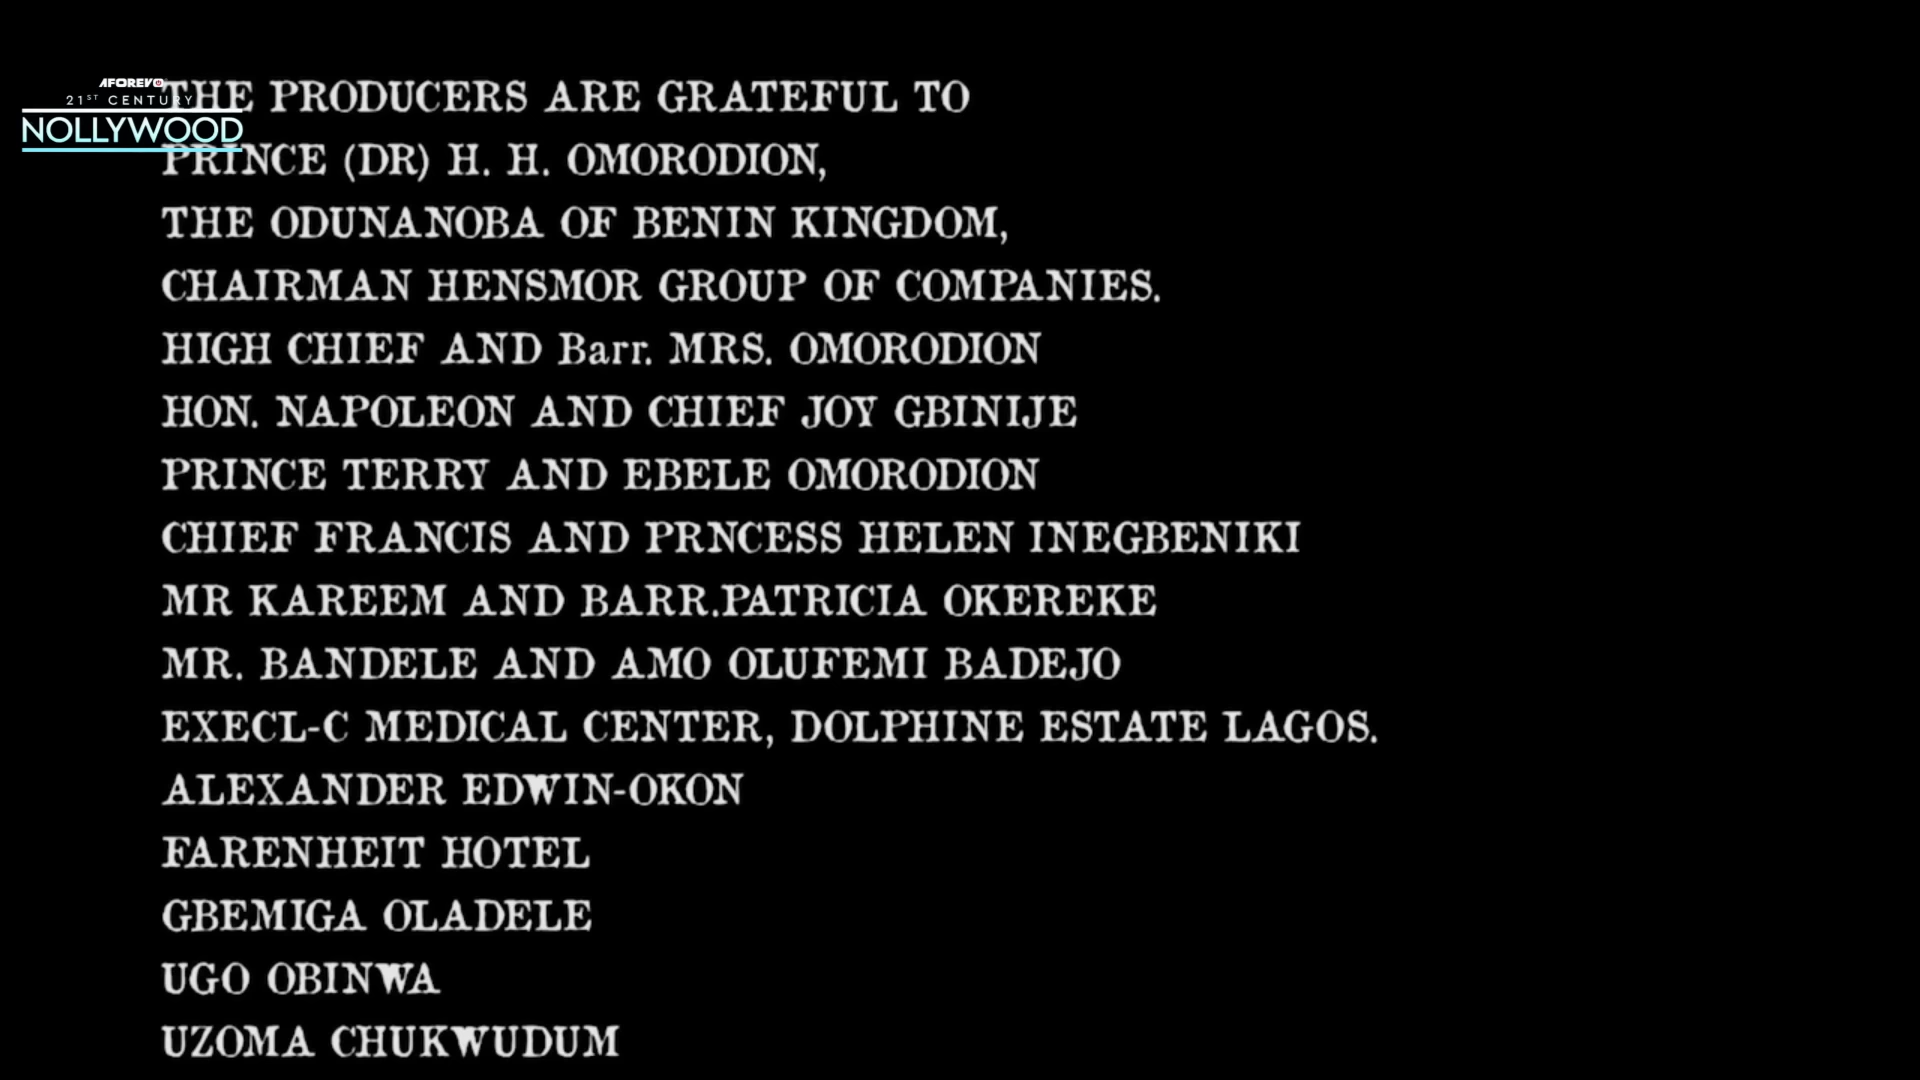 AFOREVO
21ST CENTURY
NOLLYWOOD
THE PRODUCERS ARE GRATEFUL TO
PRINCE (DR) H. H. OMORODION,
THE ODUNANOBA OF BENIN KINGDOM,
CHAIRMAN HENSMOR GROUP OF COMPANIES.
HIGH CHIEF AND Barr. MRS. OMORODION
HON. NAPOLEON AND CHIEF JOY GBINIJE
PRINCE TERRY AND EBELE OMORODION
CHIEF FRANCIS AND PRNCESS HELEN INEGBENIKI
MR KAREEM AND BARR.PATRICIA OKEREKE
MR. BANDELE AND AMO OLUFEMI BADEJO
EXECL-C MEDICAL CENTER, DOLPHINE ESTATE LAGOS.
ALEXANDER EDWIN-OKON
FARENHEIT HOTEL
GBEMIGA OLADELE
UGO OBINWA
UZOMA CHUKWUDUM